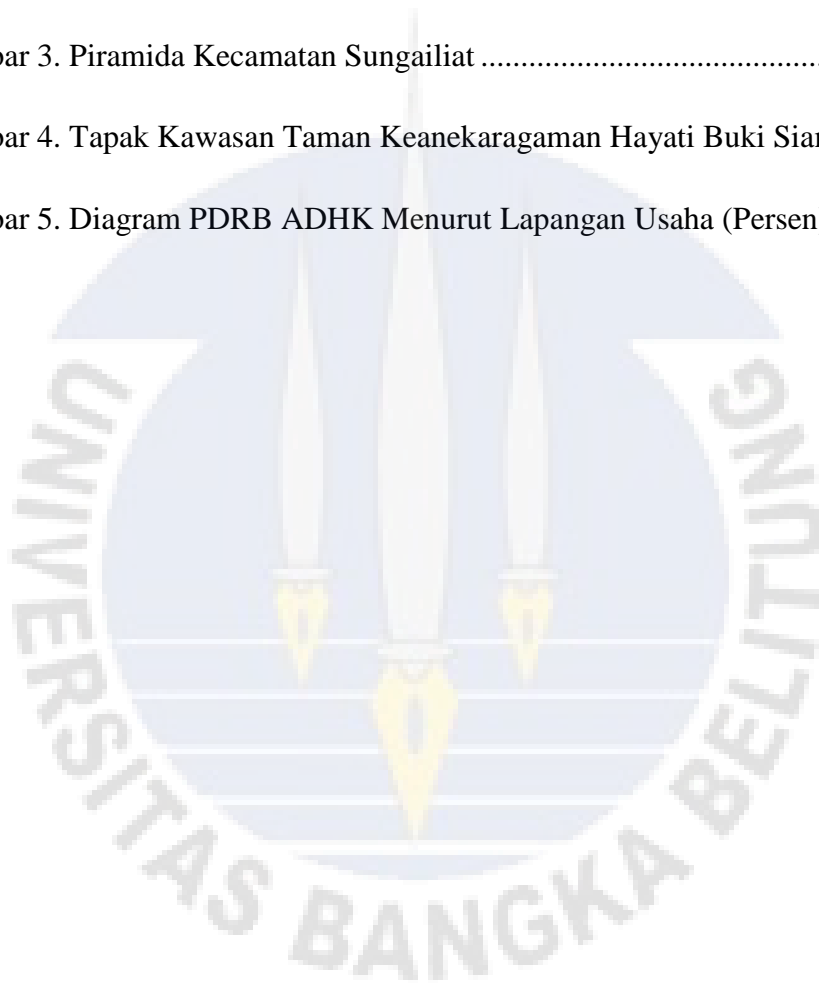 bar 3. Piramida Kecamatan Sungailiat ..........................................
bar 4. Tapak Kawasan Taman Keanekaragaman Hayati Buki Sia
bar 5. Diagram PDRB ADHK Menurut Lapangan Usaha (Persen
UNIVERSITAS BANGKA BELITUNG